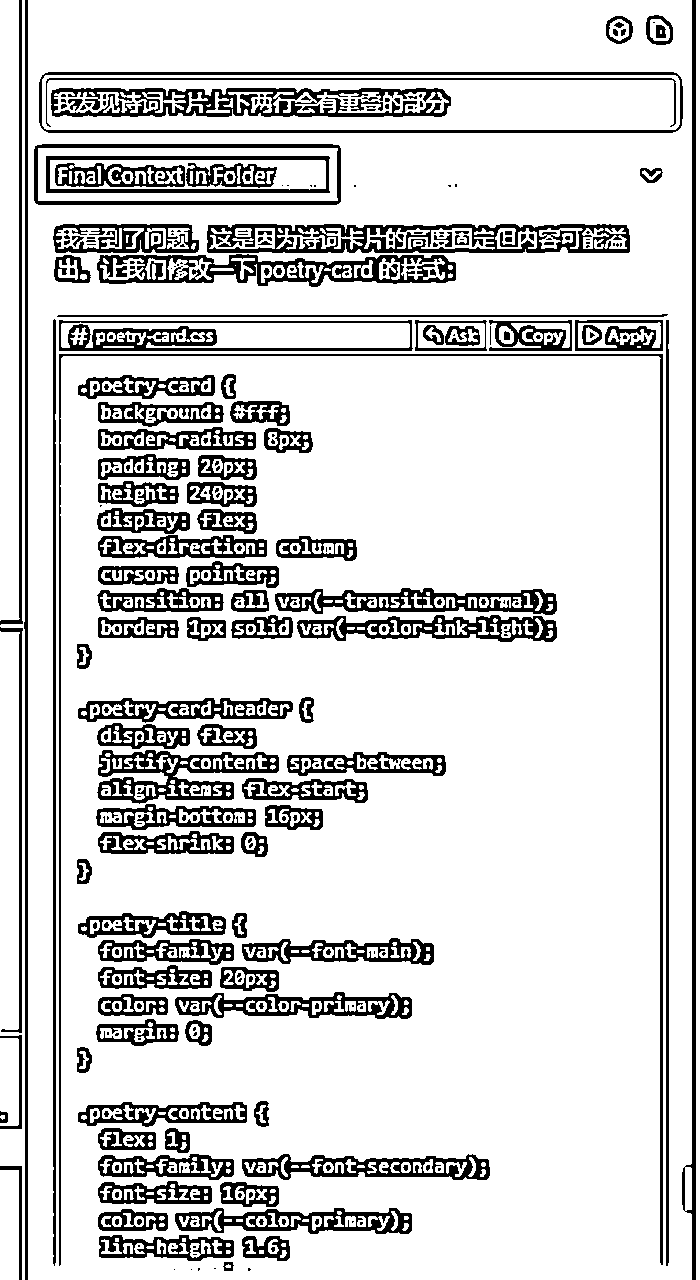 我发现诗词卡片上下两行会有重叠的部分
Final Context in Folder
我看到了问题，这是因为诗词卡片的高度固定但内容可能溢
出。让我们修改一下 poetry-card 的样式：
# poetry-card.css Ask Copy Apply
.poetry-card {
  background: #fff;
  border-radius: 8px;
  padding: 20px;
  height: 240px;
  display: flex;
  flex-direction: column;
  cursor: pointer;
  transition: all var(--transition-normal);
  border: 1px solid var(--color-ink-light);
}
.poetry-card-header {
  display: flex;
  justify-content: space-between;
  align-items: flex-start;
  margin-bottom: 16px;
  flex-shrink: 0;
}
.poetry-title {
  font-family: var(--font-main);
  font-size: 20px;
  color: var(--color-primary);
  margin: 0;
}
.poetry-content {
  flex: 1;
  font-family: var(--font-secondary);
  font-size: 16px;
  color: var(--color-primary);
  line-height: 1.6;